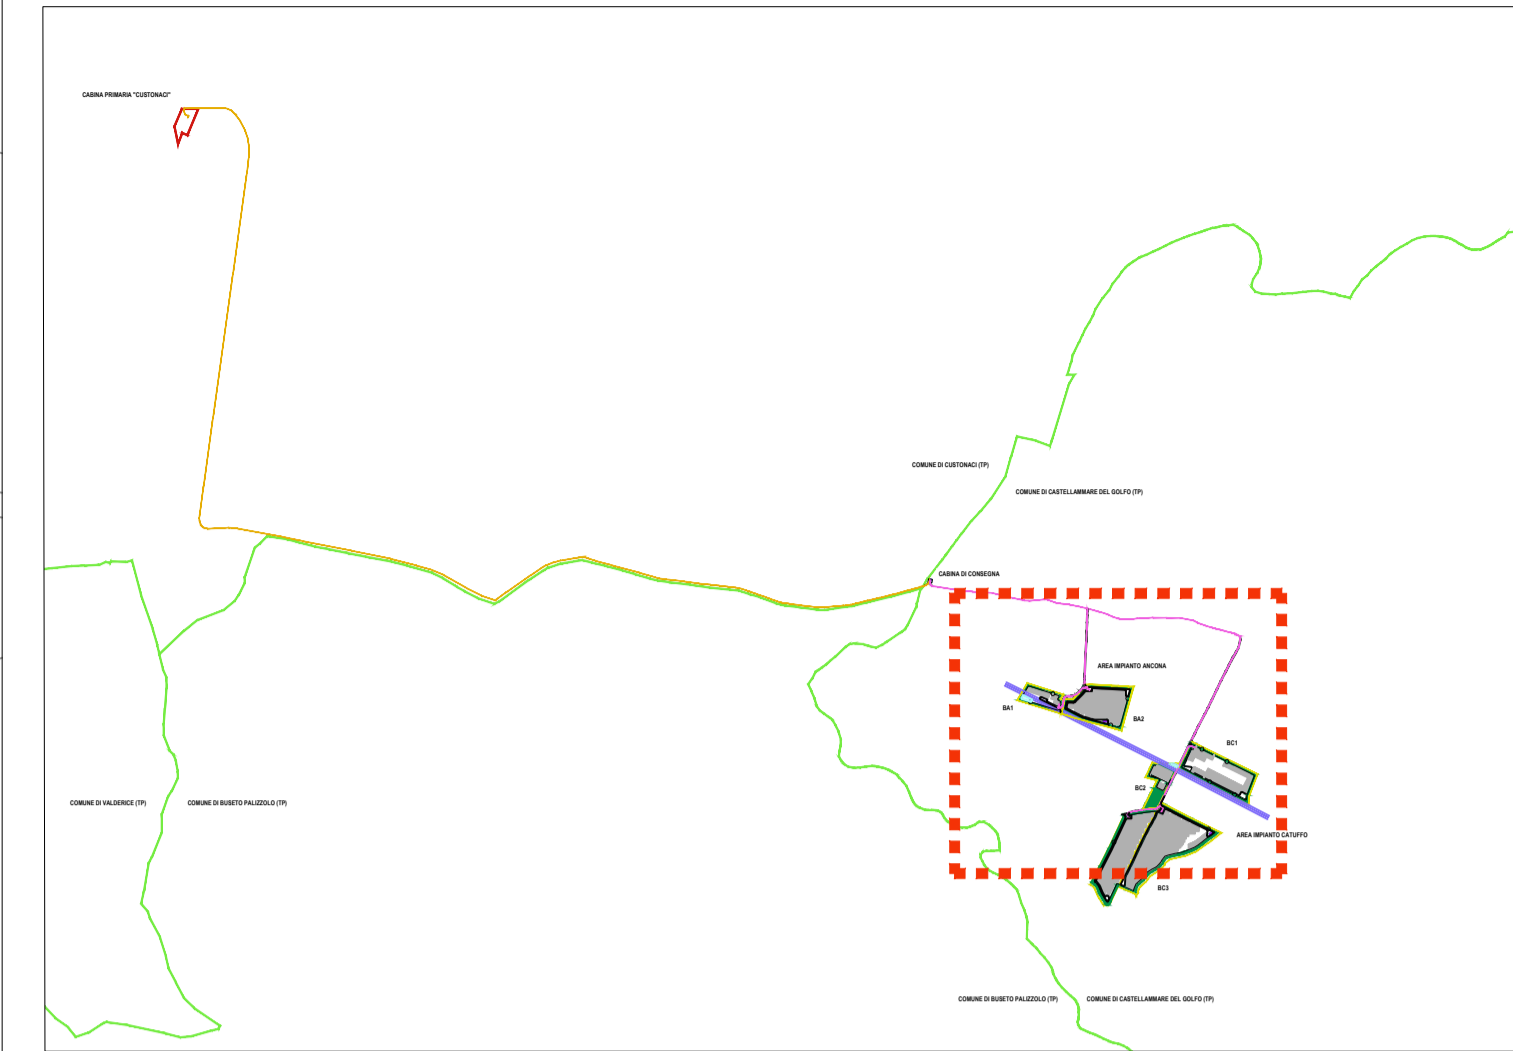 CABINA PRIMARIA "CUSTONACI"
COMUNE DI CUSTONACI (TP)
COMUNE DI CASTELLAMMARE DEL GOLFO (TP)
CABINA DI CONSEGNA
AREA IMPIANTO ANCONA
BA1
BA2
BC1
BC2
COMUNE DI VALDERICE (TP)
COMUNE DI BUSETO PALIZZOLO (TP)
AREA IMPIANTO CATUFFO
BC3
COMUNE DI BUSETO PALIZZOLO (TP)
COMUNE DI CASTELLAMMARE DEL GOLFO (TP)